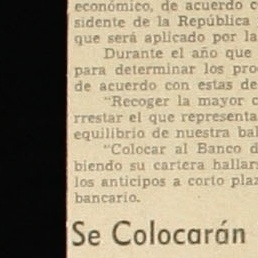 económico, de acuerdo c
sidente de la República
que será aplicado por la
Durante el año que
para determinar los pro
de acuerdo con estas de
"Recoger la mayor c
rrestar el que representa
equilibrio de nuestra bal
"Colocar al Banco d
biendo su cartera hallars
los anticipos a corto plaz
bancario.
Se Colocarán